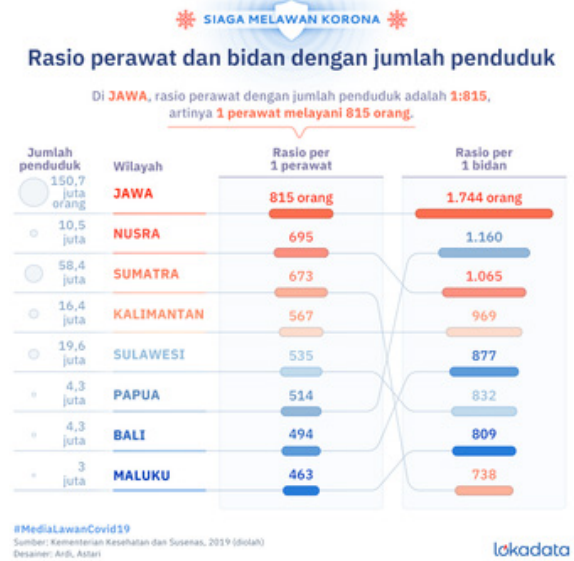 SIAGA MELAWAN KORONA
Rasio perawat dan bidan dengan jumlah penduduk
Di JAWA, rasio perawat dengan jumlah penduduk adalah 1:815,
artinya 1 perawat melayani 815 orang.
Jumlah penduduk
Wilayah
Rasio per 1 perawat
Rasio per 1 bidan
150,7 juta orang JAWA 815 orang 1.744 orang
10,5 juta NUSRA 695 1.160
58,4 juta SUMATRA 673 1.065
16,4 juta KALIMANTAN 567 969
19,6 juta SULAWESI 535 877
4,3 juta PAPUA 514 832
4,3 juta BALI 494 809
3 juta MALUKU 463 738
#MediaLawanCovid19
Sumber: Kementerian Kesehatan dan Susenas, 2019 (diolah)
Desainer: Ardi, Astari
lokadata